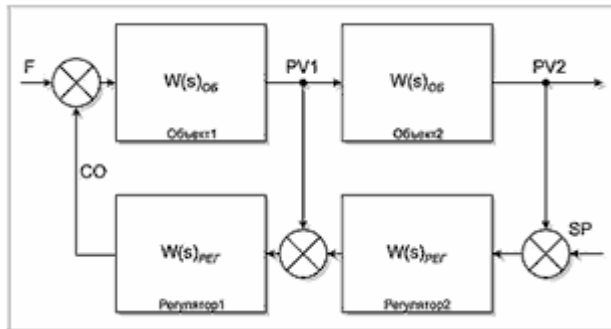 F
W(s)Об
Объект1
PV1
W(s)Об
Объект2
PV2
CO
W(s)РЕГ
Регулятор1
W(s)РЕГ
Регулятор2
SP